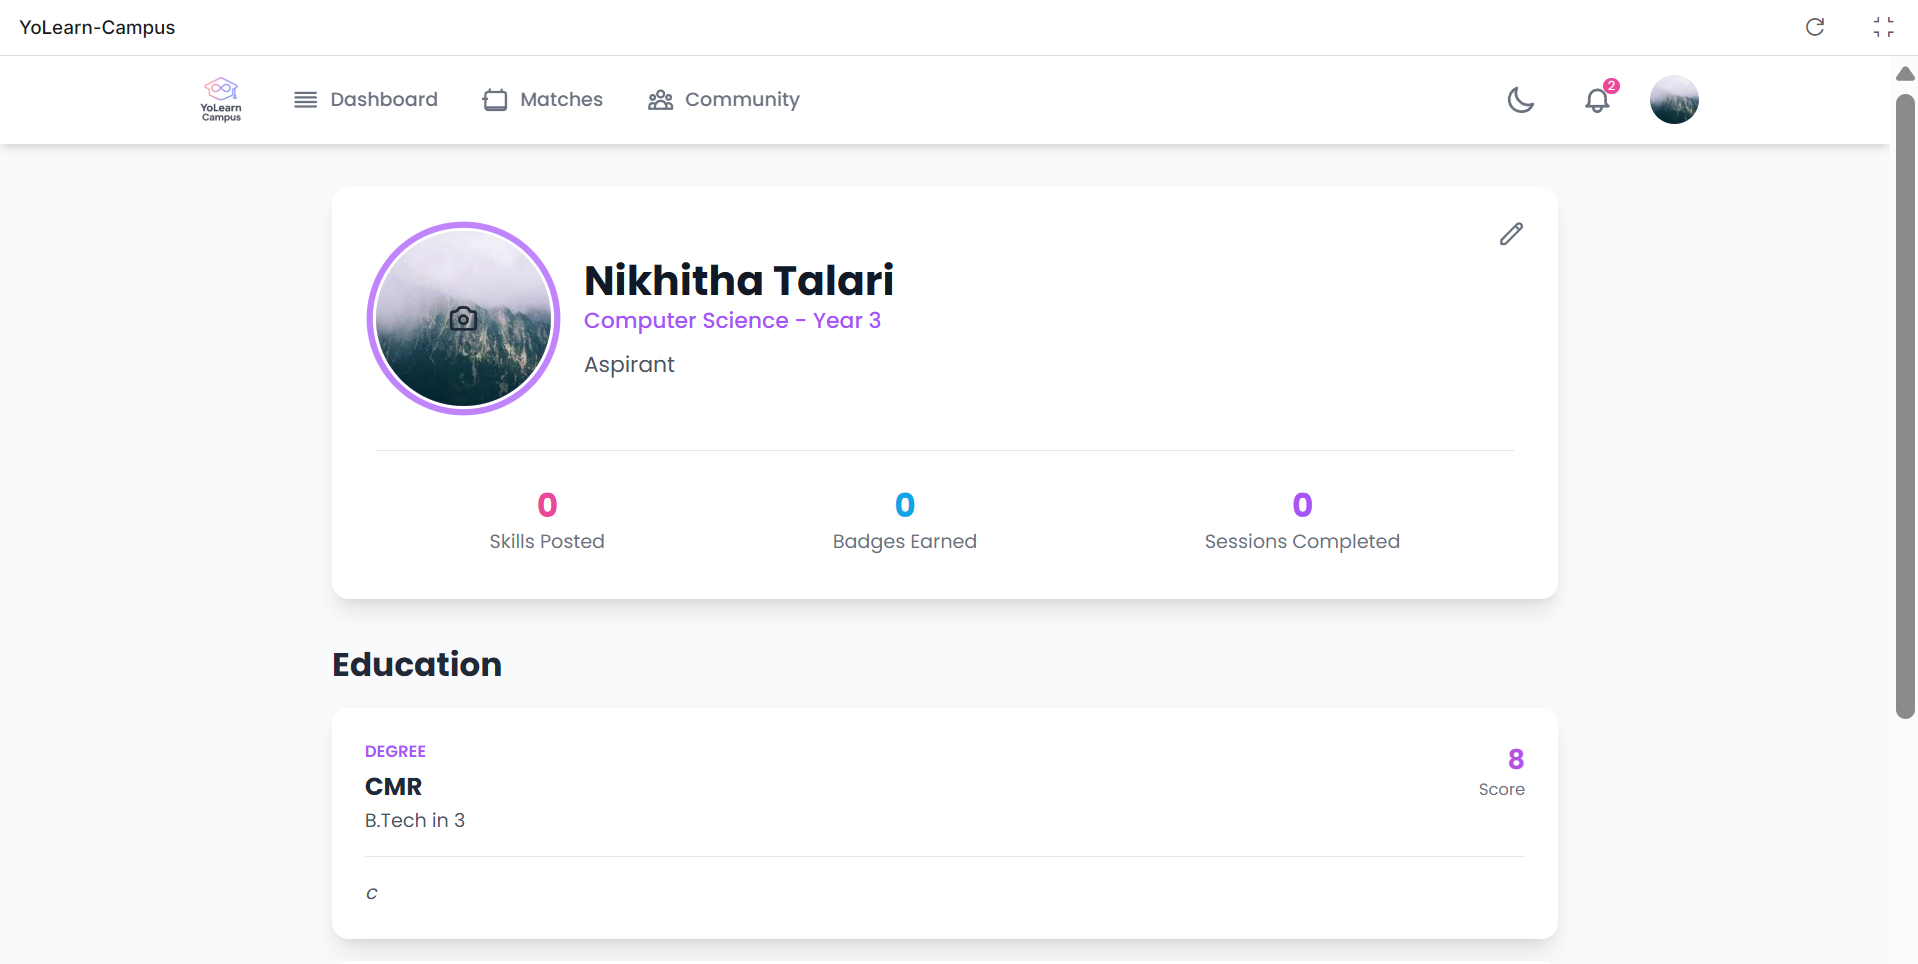 YoLearn-Campus
YoLearn
Campus
Dashboard
Matches
Community
2
Nikhitha Talari
Computer Science - Year 3
Aspirant
0
Skills Posted
0
Badges Earned
0
Sessions Completed
Education
DEGREE
CMR
B.Tech in 3
8
Score
c